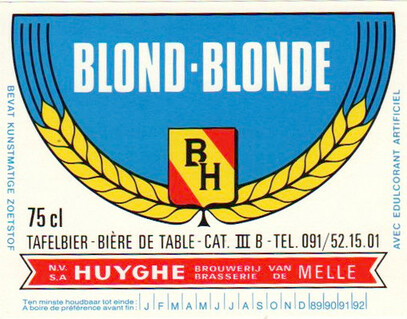 BLOND·BLONDE
BH
BEVAT KUNSTMATIGE ZOETSTOF
AVEC EDULCORANT ARTIFICIEL
75 cl
TAFELBIER - BIÈRE DE TABLE - CAT. III B - TEL. 091/52.15.01
N.V. S.A. HUYGHE BROUWERIJ VAN BRASSERIE DE MELLE
Ten minste houdbaar tot einde:
A boire de préférence avant fin:
J F M A M J J A S O N D 89 90 91 92